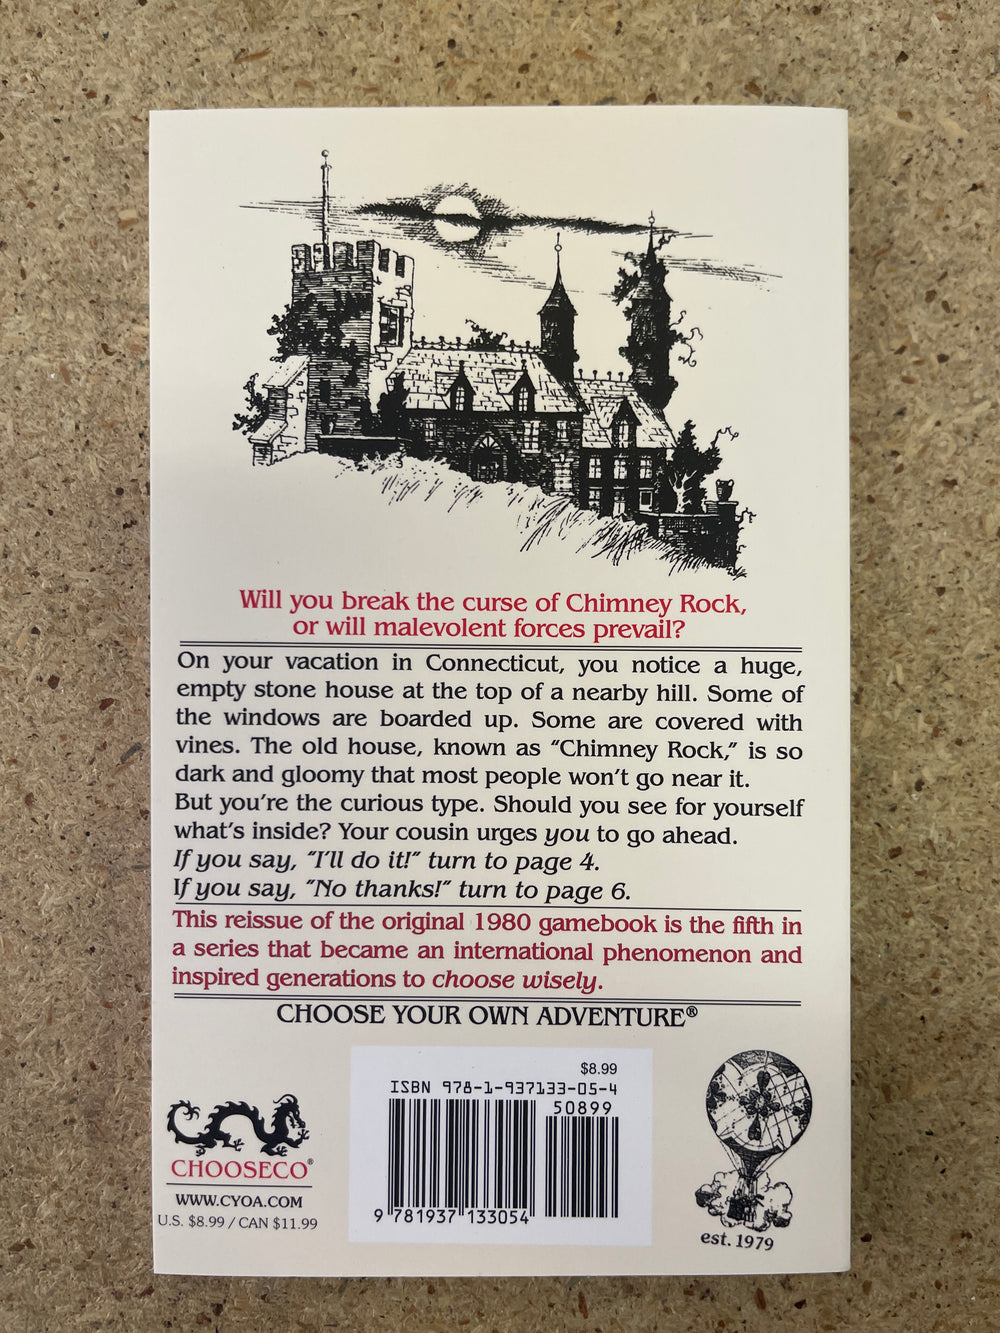 Will you break the curse of Chimney Rock,
or will malevolent forces prevail?
On your vacation in Connecticut, you notice a huge,
empty stone house at the top of a nearby hill. Some of
the windows are boarded up. Some are covered with
vines. The old house, known as “Chimney Rock,” is so
dark and gloomy that most people won’t go near it.
But you’re the curious type. Should you see for yourself
what’s inside? Your cousin urges you to go ahead.
If you say, “I’ll do it!” turn to page 4.
If you say, “No thanks!” turn to page 6.
This reissue of the original 1980 gamebook is the fifth in
a series that became an international phenomenon and
inspired generations to choose wisely.
CHOOSE YOUR OWN ADVENTURE®
$8.99
ISBN 978-1-937133-05-4
50899
9 781937 133054
CHOOSECO®
WWW.CYOA.COM
U.S. $8.99 / CAN $11.99
est. 1979